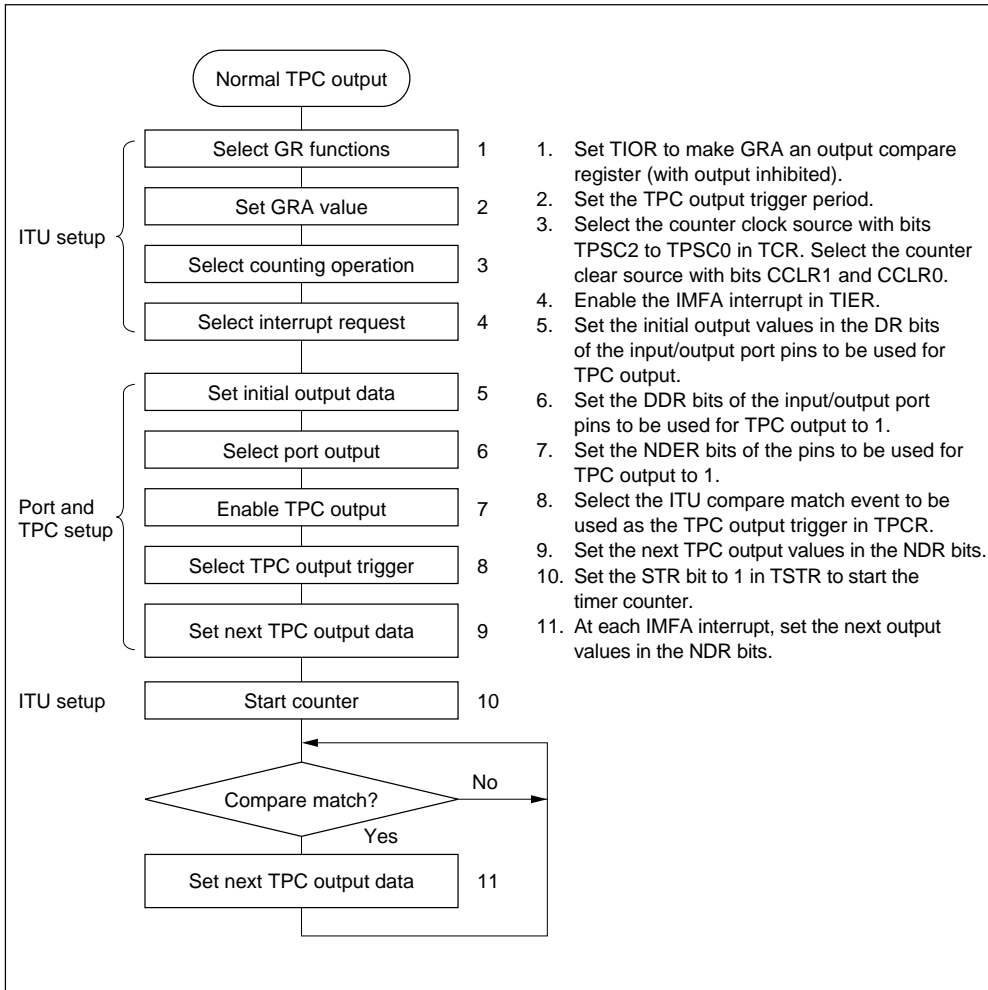 Normal TPC output
ITU setup
Select GR functions 1
Set GRA value 2
Select counting operation 3
Select interrupt request 4
Port and
TPC setup
Set initial output data 5
Select port output 6
Enable TPC output 7
Select TPC output trigger 8
Set next TPC output data 9
ITU setup
Start counter 10
Compare match?
No
Yes
Set next TPC output data 11
1. Set TIOR to make GRA an output compare
register (with output inhibited).
2. Set the TPC output trigger period.
3. Select the counter clock source with bits
TPSC2 to TPSC0 in TCR. Select the counter
clear source with bits CCLR1 and CCLR0.
4. Enable the IMFA interrupt in TIER.
5. Set the initial output values in the DR bits
of the input/output port pins to be used for
TPC output.
6. Set the DDR bits of the input/output port
pins to be used for TPC output to 1.
7. Set the NDER bits of the pins to be used for
TPC output to 1.
8. Select the ITU compare match event to be
used as the TPC output trigger in TPCR.
9. Set the next TPC output values in the NDR bits.
10. Set the STR bit to 1 in TSTR to start the
timer counter.
11. At each IMFA interrupt, set the next output
values in the NDR bits.